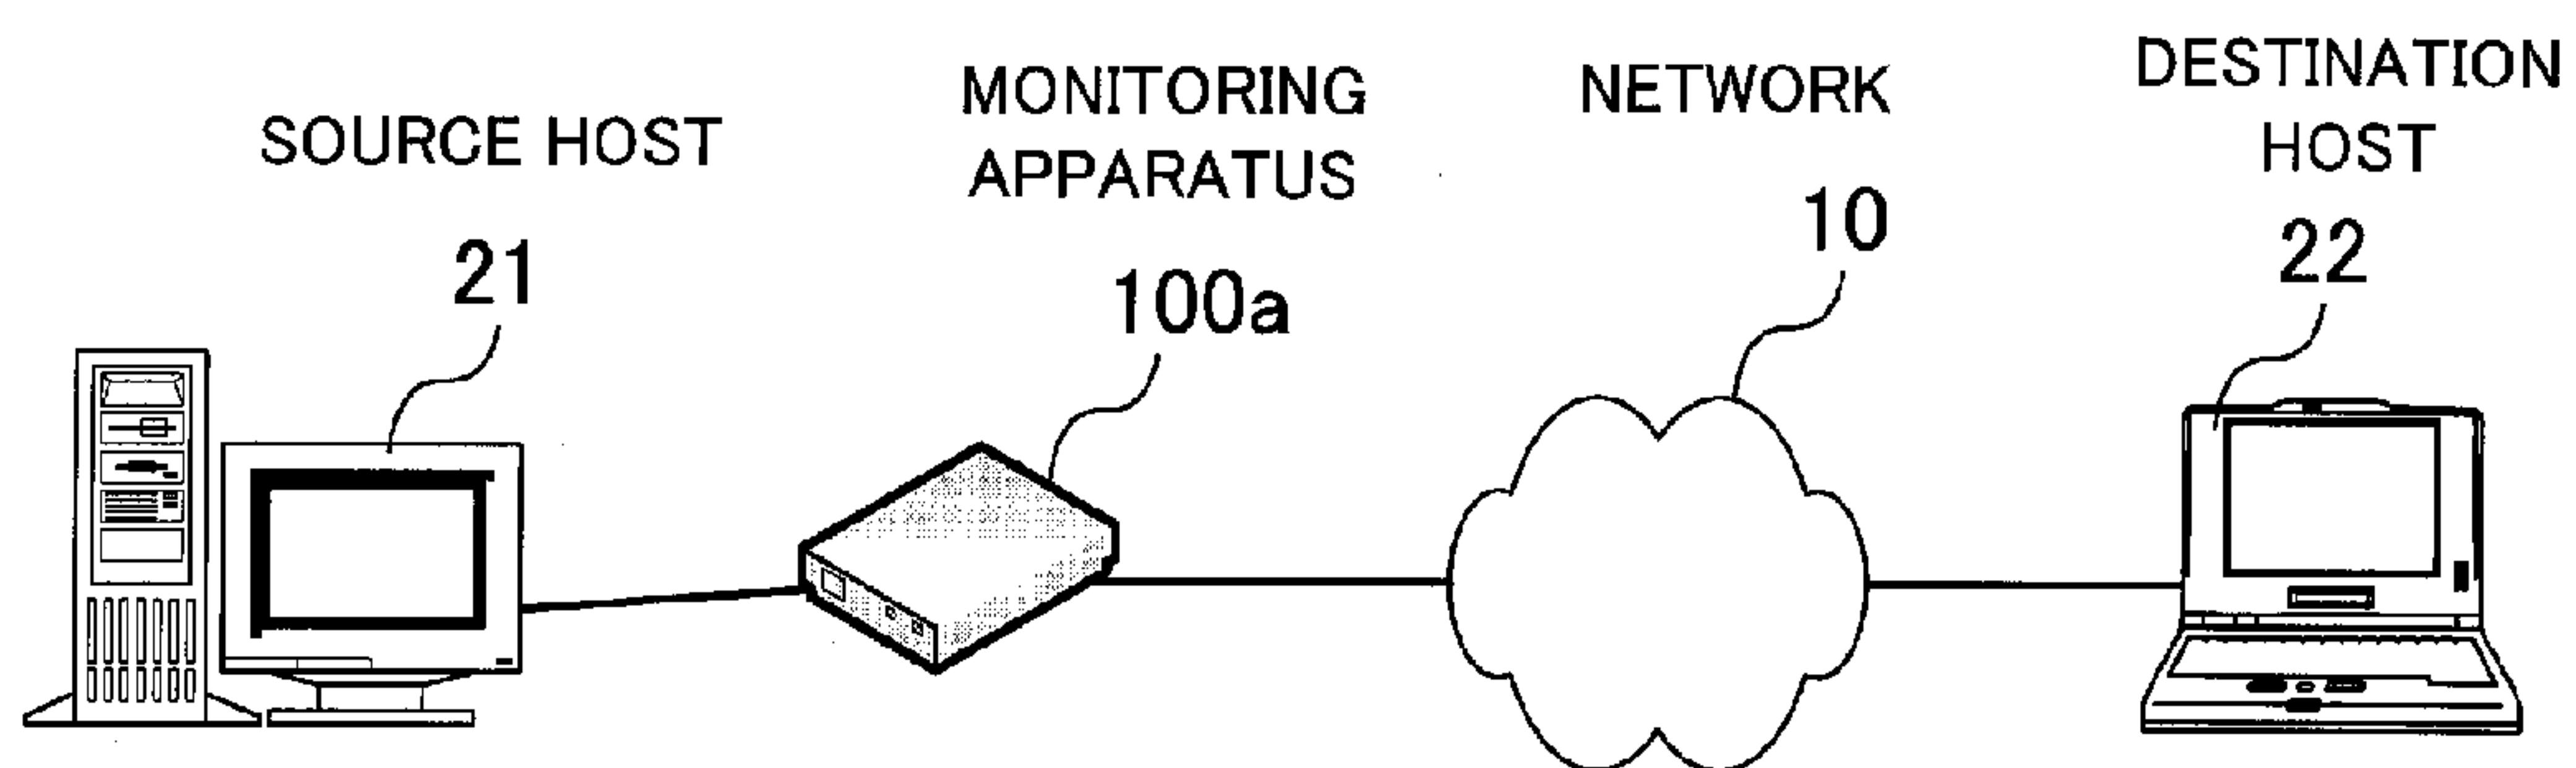 SOURCE HOST
21
MONITORING
APPARATUS
100a
NETWORK
10
DESTINATION
HOST
22